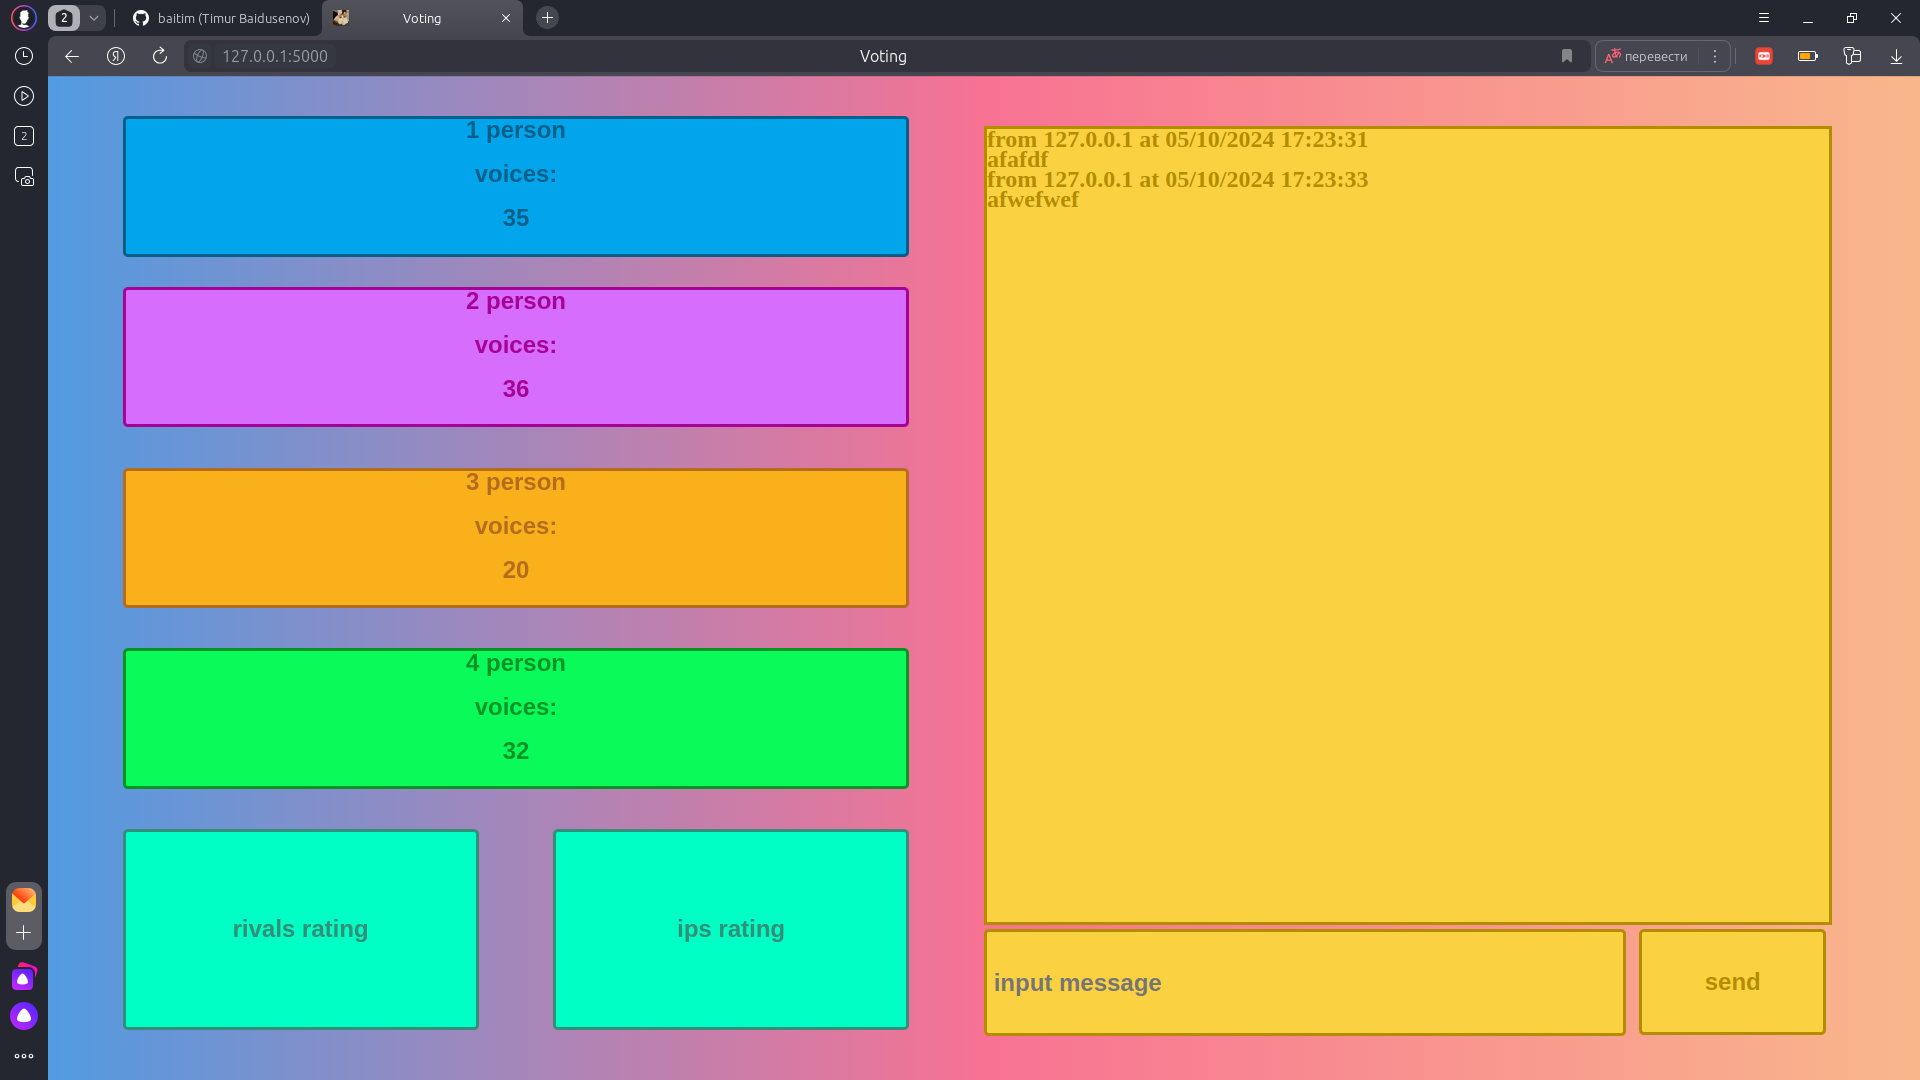 2
baitim (Timur Baidusenov)
Voting
127.0.0.1:5000
Voting
перевести
2
1 person
voices:
35
2 person
voices:
36
3 person
voices:
20
4 person
voices:
32
rivals rating
ips rating
from 127.0.0.1 at 05/10/2024 17:23:31
afafdf
from 127.0.0.1 at 05/10/2024 17:23:33
afwefwef
input message
send